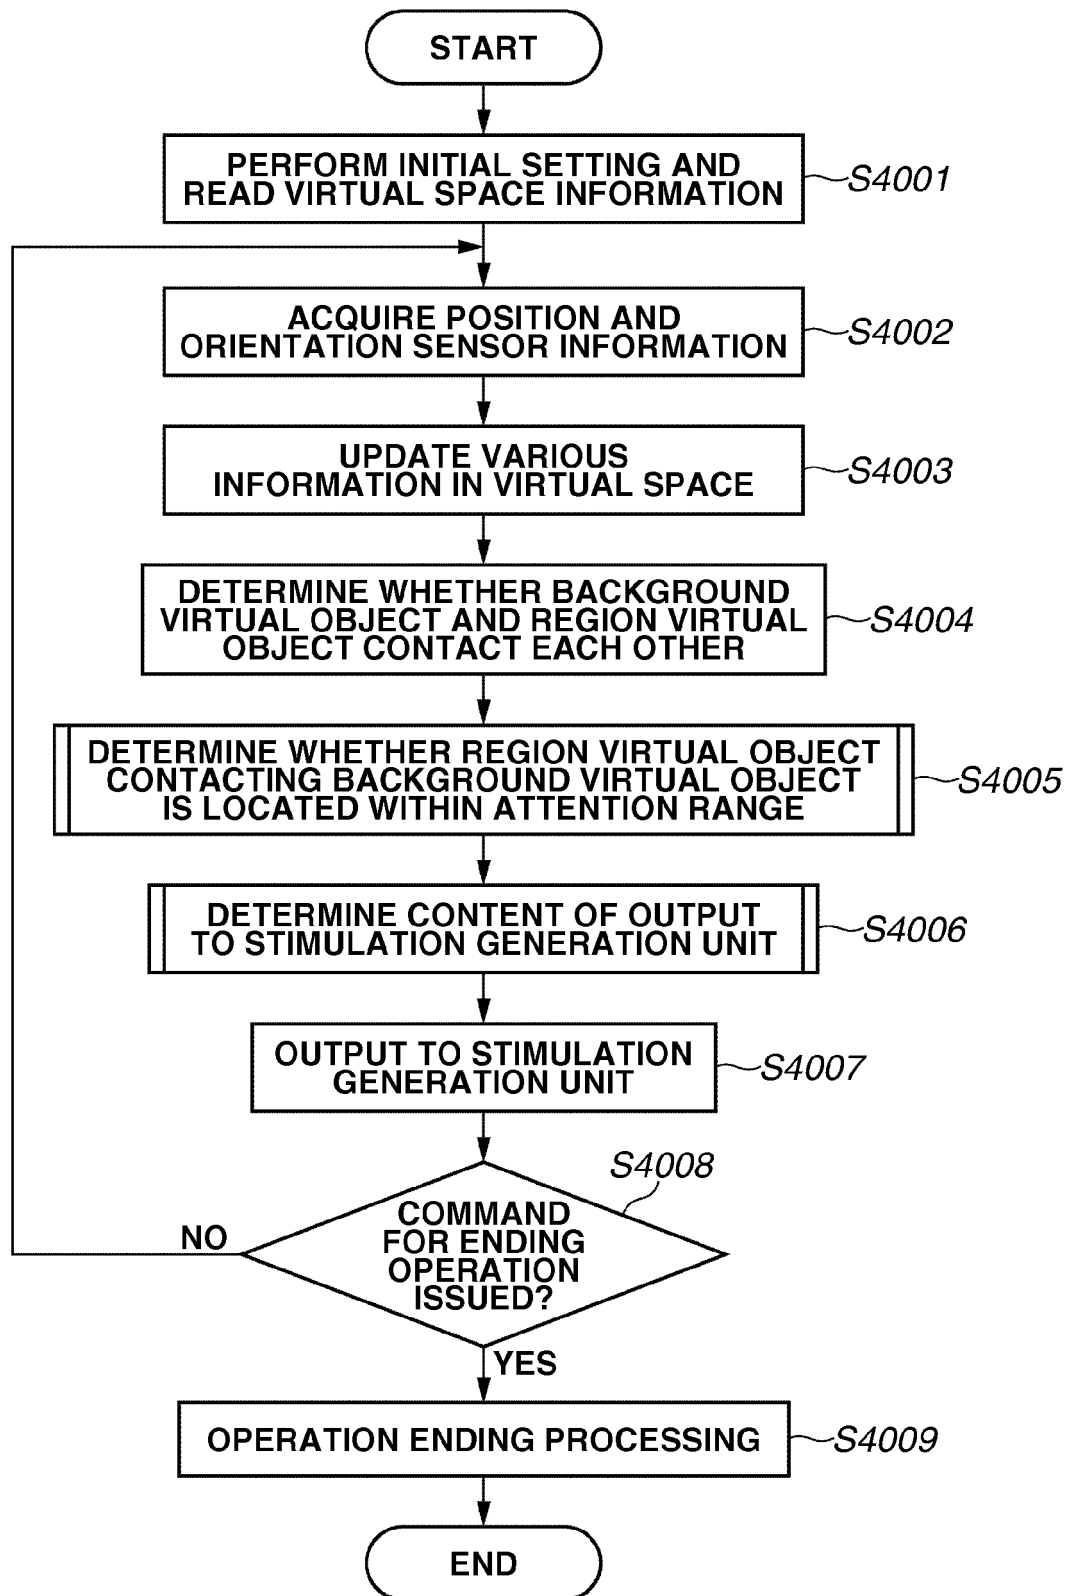 START
PERFORM INITIAL SETTING AND
READ VIRTUAL SPACE INFORMATION
S4001
ACQUIRE POSITION AND
ORIENTATION SENSOR INFORMATION
S4002
UPDATE VARIOUS
INFORMATION IN VIRTUAL SPACE
S4003
DETERMINE WHETHER BACKGROUND
VIRTUAL OBJECT AND REGION VIRTUAL
OBJECT CONTACT EACH OTHER
S4004
DETERMINE WHETHER REGION VIRTUAL OBJECT
CONTACTING BACKGROUND VIRTUAL OBJECT
IS LOCATED WITHIN ATTENTION RANGE
S4005
DETERMINE CONTENT OF OUTPUT
TO STIMULATION GENERATION UNIT
S4006
OUTPUT TO STIMULATION
GENERATION UNIT
S4007
S4008
COMMAND
FOR ENDING
OPERATION
ISSUED?
NO
YES
OPERATION ENDING PROCESSING
S4009
END